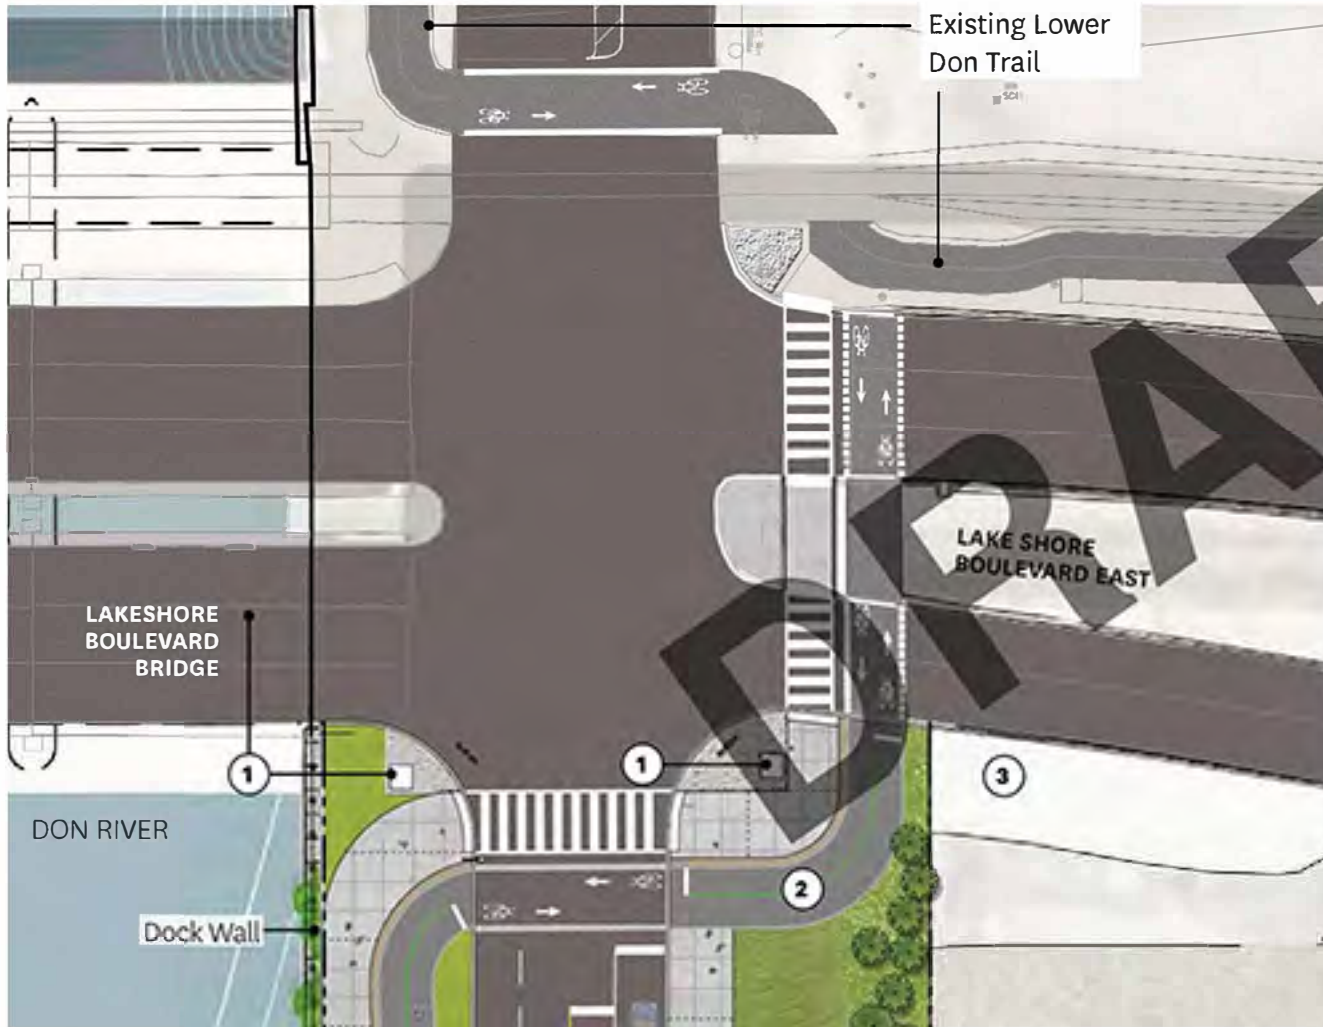 Existing Lower
Don Trail
LAKE SHORE
BOULEVARD EAST
LAKESHORE
BOULEVARD
BRIDGE
1
1
3
DON RIVER
2
Dock Wall
DRAF